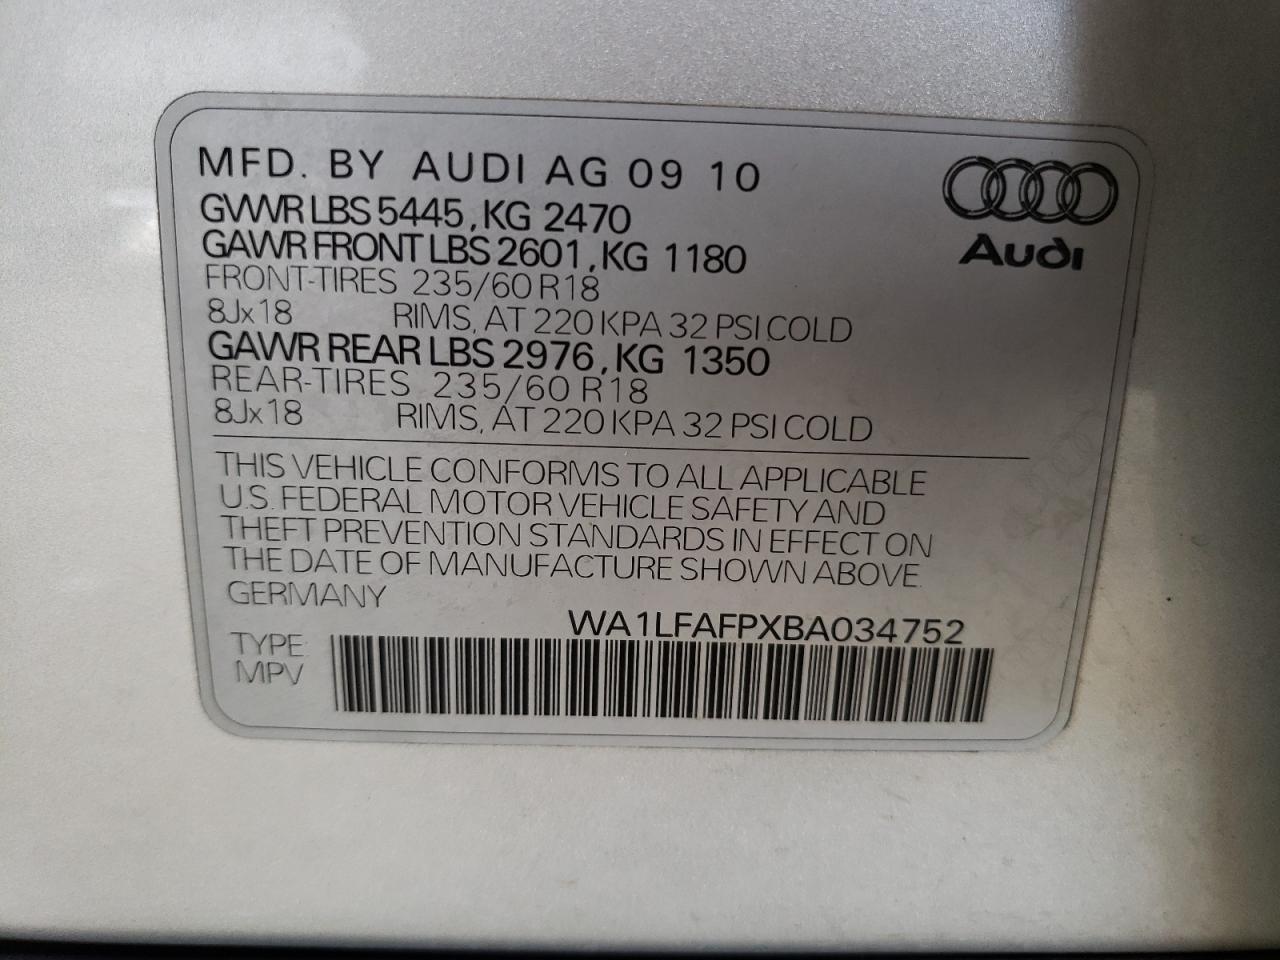 MFD. BY AUDI AG 09 10
GVWR LBS 5445, KG 2470
GAWR FRONT LBS 2601, KG 1180
FRONT-TIRES 235/60 R18
8Jx18 RIMS, AT 220 KPA 32 PSI COLD
GAWR REAR LBS 2976, KG 1350
REAR-TIRES 235/60 R18
8Jx18 RIMS, AT 220 KPA 32 PSI COLD
Audi
THIS VEHICLE CONFORMS TO ALL APPLICABLE
U.S. FEDERAL MOTOR VEHICLE SAFETY AND
THEFT PREVENTION STANDARDS IN EFFECT ON
THE DATE OF MANUFACTURE SHOWN ABOVE.
GERMANY
WA1LFAFPXBA034752
TYPE:
MPV